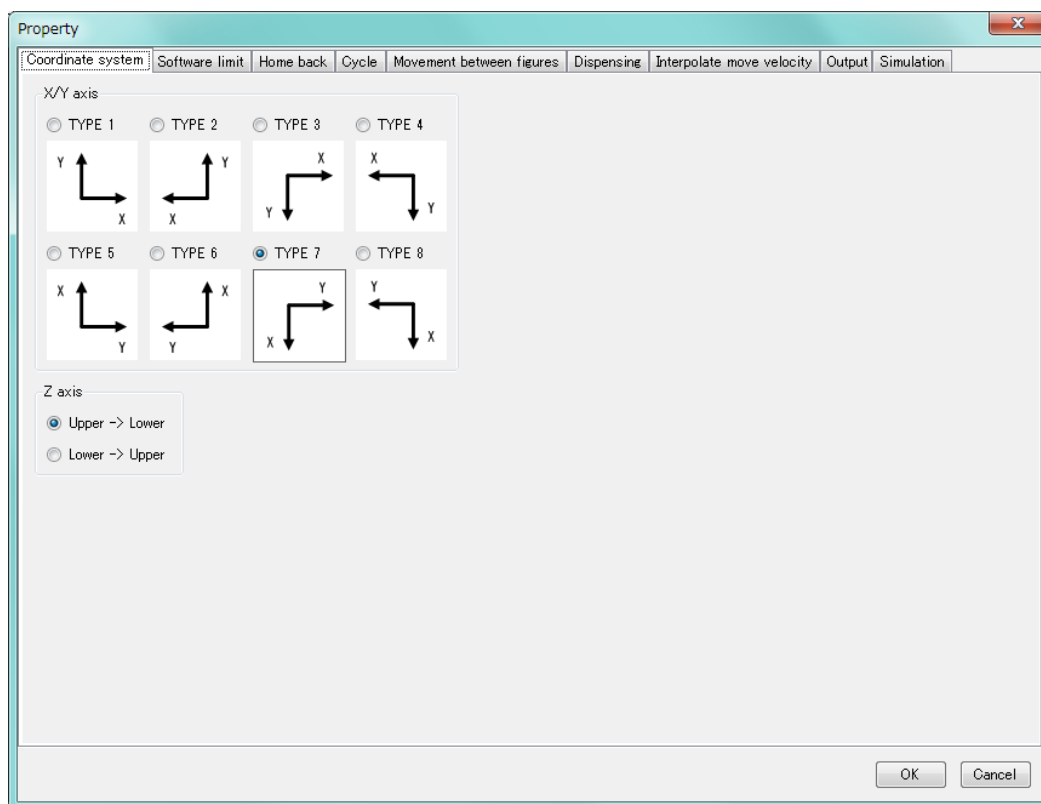 Property
Coordinate system Software limit Home back Cycle Movement between figures Dispensing Interpolate move velocity Output Simulation
X/Y axis
TYPE 1 TYPE 2 TYPE 3 TYPE 4
Y X Y X X Y X Y
TYPE 5 TYPE 6 TYPE 7 TYPE 8
X Y X Y Y X Y X
Z axis
Upper -> Lower
Lower -> Upper
OK Cancel